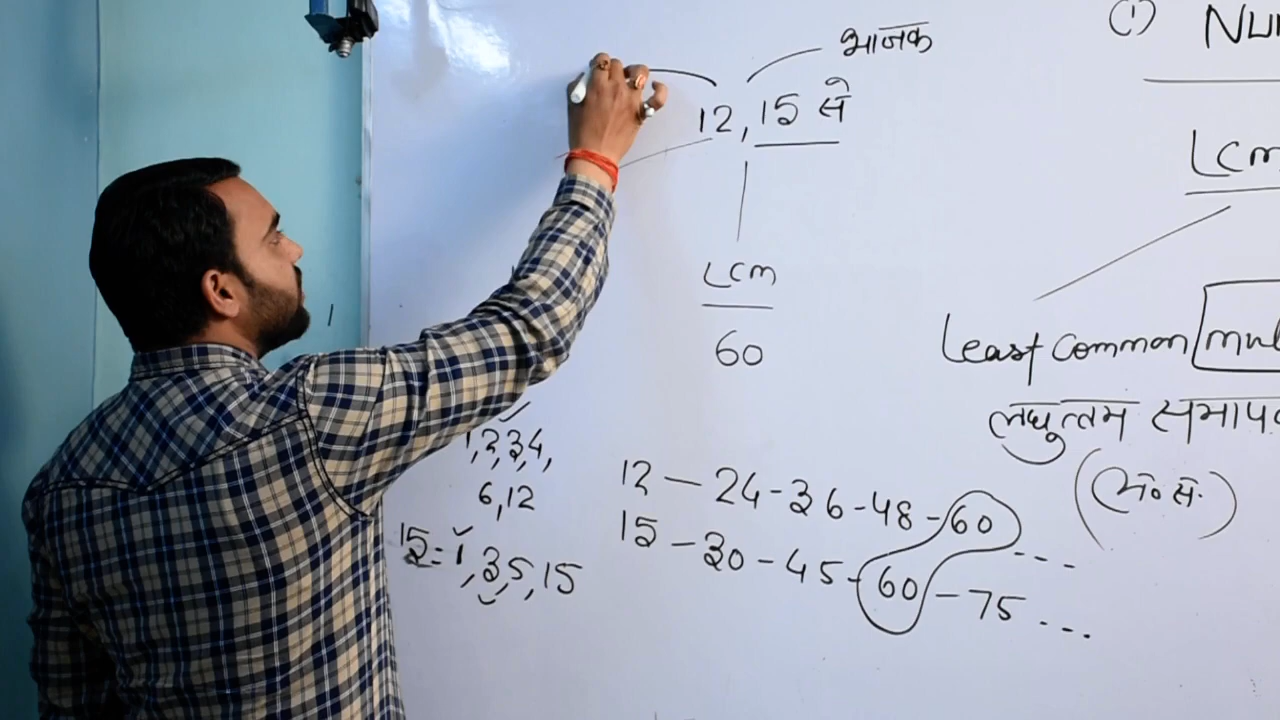 (1) NU
भाजक
12, 15 से
LCM
LCM
60
Least Common mul
लघुत्तम समाप
1, 2, 3, 4,
6, 12
12 — 24 - 36 - 48 - 60 ---
15 = 1, 3, 5, 15
15 — 30 - 45 - 60 — 75 ...